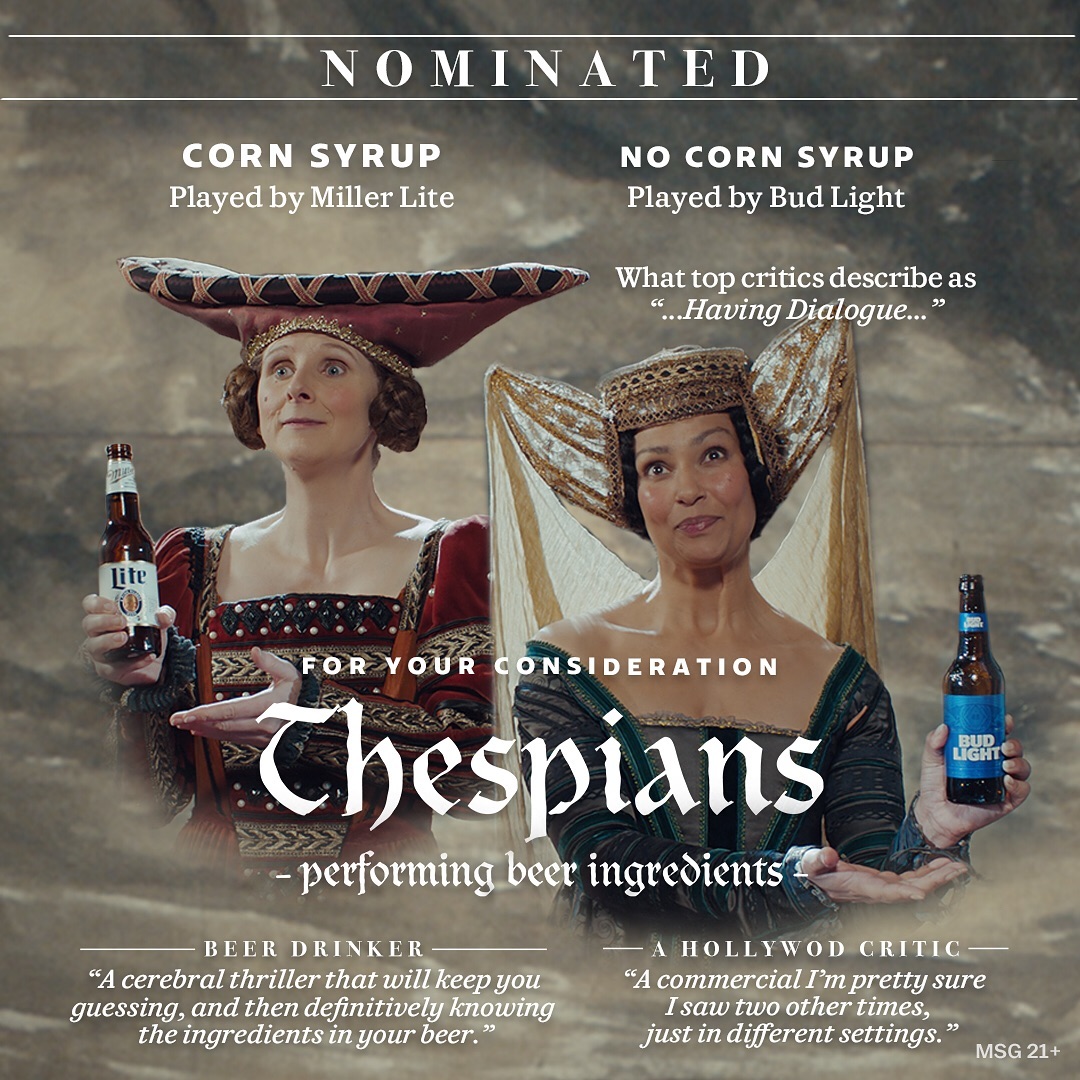 NOMINATED
CORN SYRUP
Played by Miller Lite
NO CORN SYRUP
Played by Bud Light
What top critics describe as
“...Having Dialogue...”
Lite
BUD
LIGHT
BUD
LIGHT
FOR YOUR CONSIDERATION
Thespians
- performing beer ingredients -
BEER DRINKER
“A cerebral thriller that will keep you
guessing, and then definitively knowing
the ingredients in your beer.”
A HOLLYWOD CRITIC
“A commercial I’m pretty sure
I saw two other times,
just in different settings.”
MSG 21+